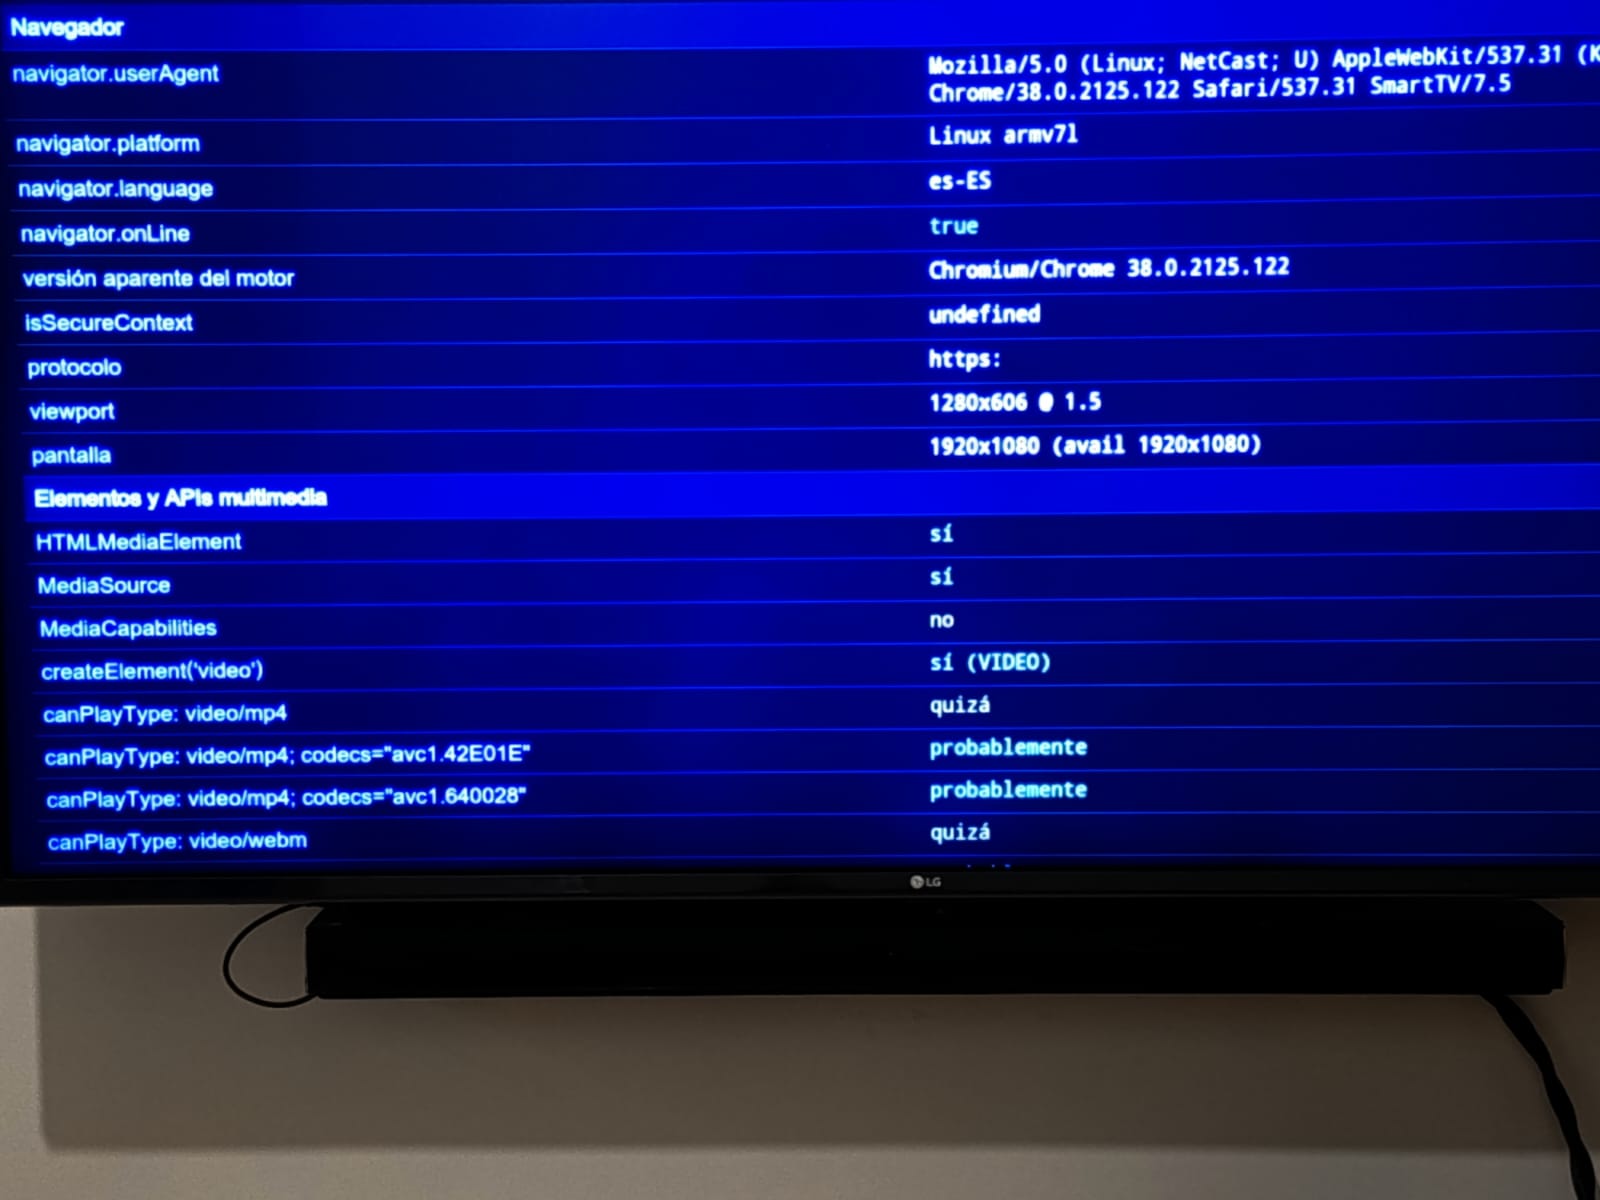 Navegador
navigator.userAgent Mozilla/5.0 (Linux; NetCast; U) AppleWebKit/537.31 (K
Chrome/38.0.2125.122 Safari/537.31 SmartTV/7.5
navigator.platform Linux armv7l
navigator.language es-ES
navigator.onLine true
versión aparente del motor Chromium/Chrome 38.0.2125.122
isSecureContext undefined
protocolo https:
viewport 1280x606 @ 1.5
pantalla 1920x1080 (avail 1920x1080)
Elementos y APIs multimedia
HTMLMediaElement sí
MediaSource sí
MediaCapabilities no
createElement('video') sí (VIDEO)
canPlayType: video/mp4 quizá
canPlayType: video/mp4; codecs="avc1.42E01E" probablemente
canPlayType: video/mp4; codecs="avc1.640028" probablemente
canPlayType: video/webm quizá
LG